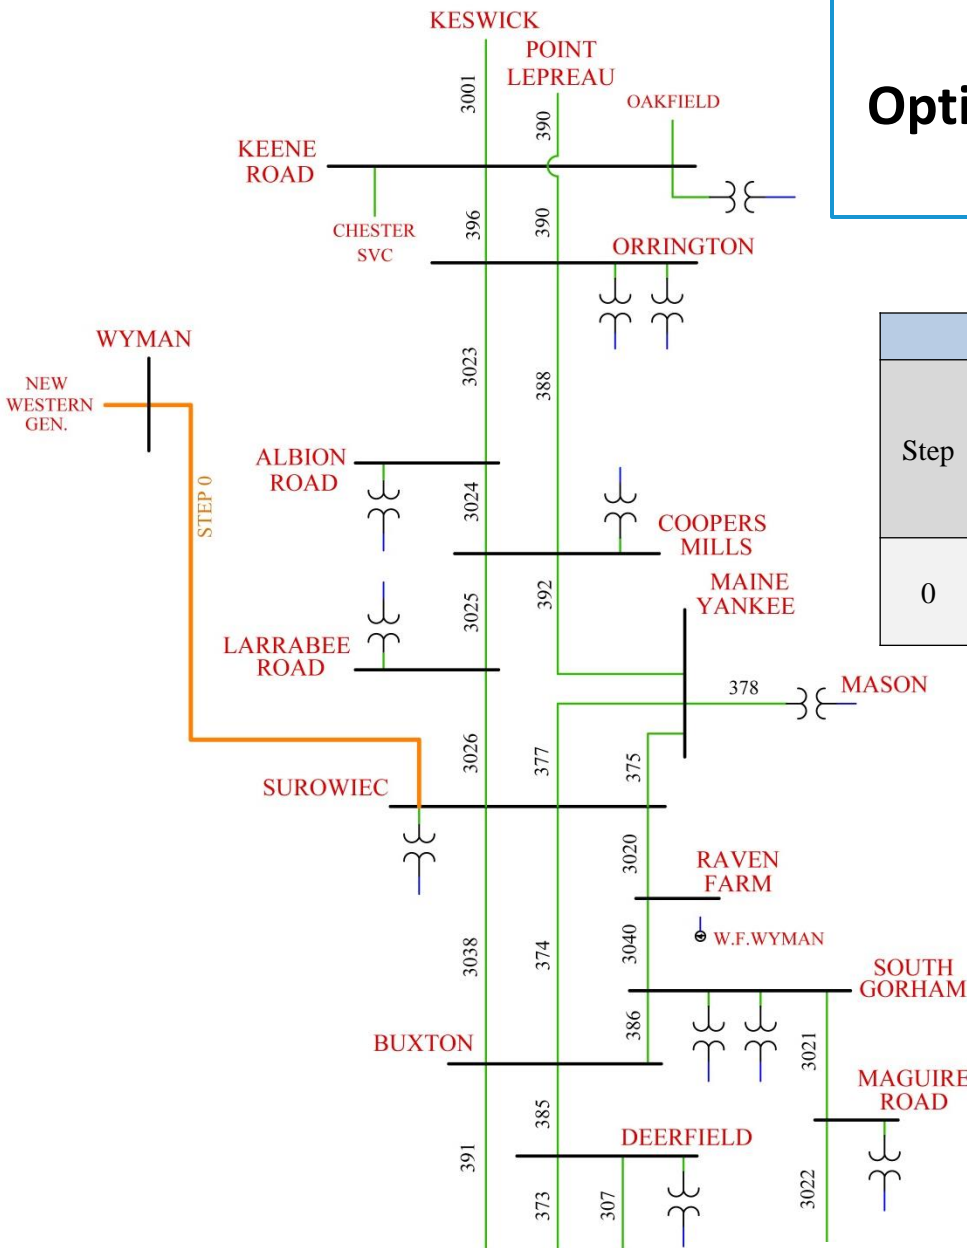 KESWICK
POINT
LEPREAU
3001
390
OAKFIELD
Opti
KEENE
ROAD
CHESTER
SVC
396
390
ORRINGTON
WYMAN
NEW
WESTERN
GEN.
3023
388
STEP 0
ALBION
ROAD
3024
COOPERS
MILLS
Step
0
MAINE
YANKEE
3025
392
LARRABEE
ROAD
378
MASON
3026
377
375
SUROWIEC
3020
RAVEN
FARM
W.F.WYMAN
3038
374
3040
SOUTH
GORHAM
386
3021
BUXTON
MAGUIRE
ROAD
385
DEERFIELD
391
373
307
3022